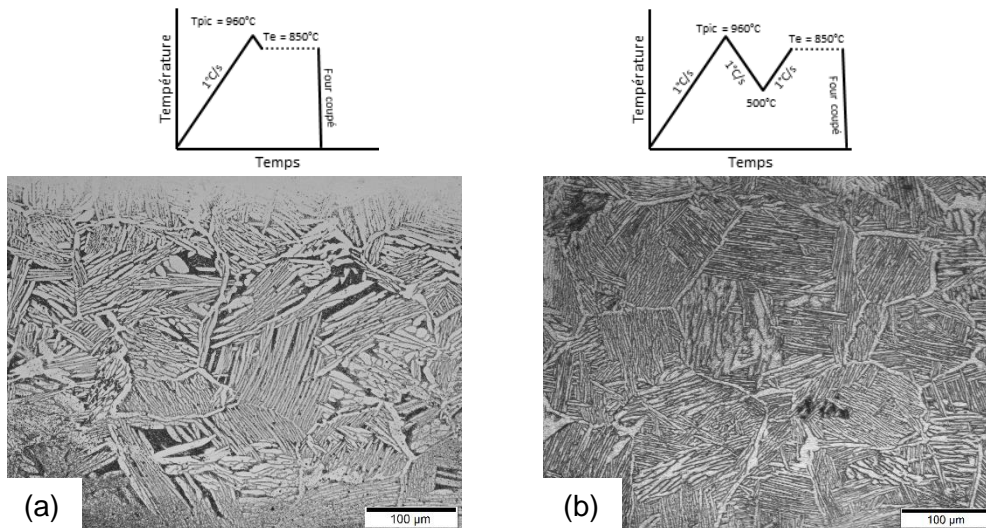 Tpic = 960°C
Te = 850°C
Température
1°C/s
Four coupé
Temps
Tpic = 960°C
Te = 850°C
Température
1°C/s
1°C/s
1°C/s
500°C
Four coupé
Temps
(a)
100 µm
(b)
100 µm